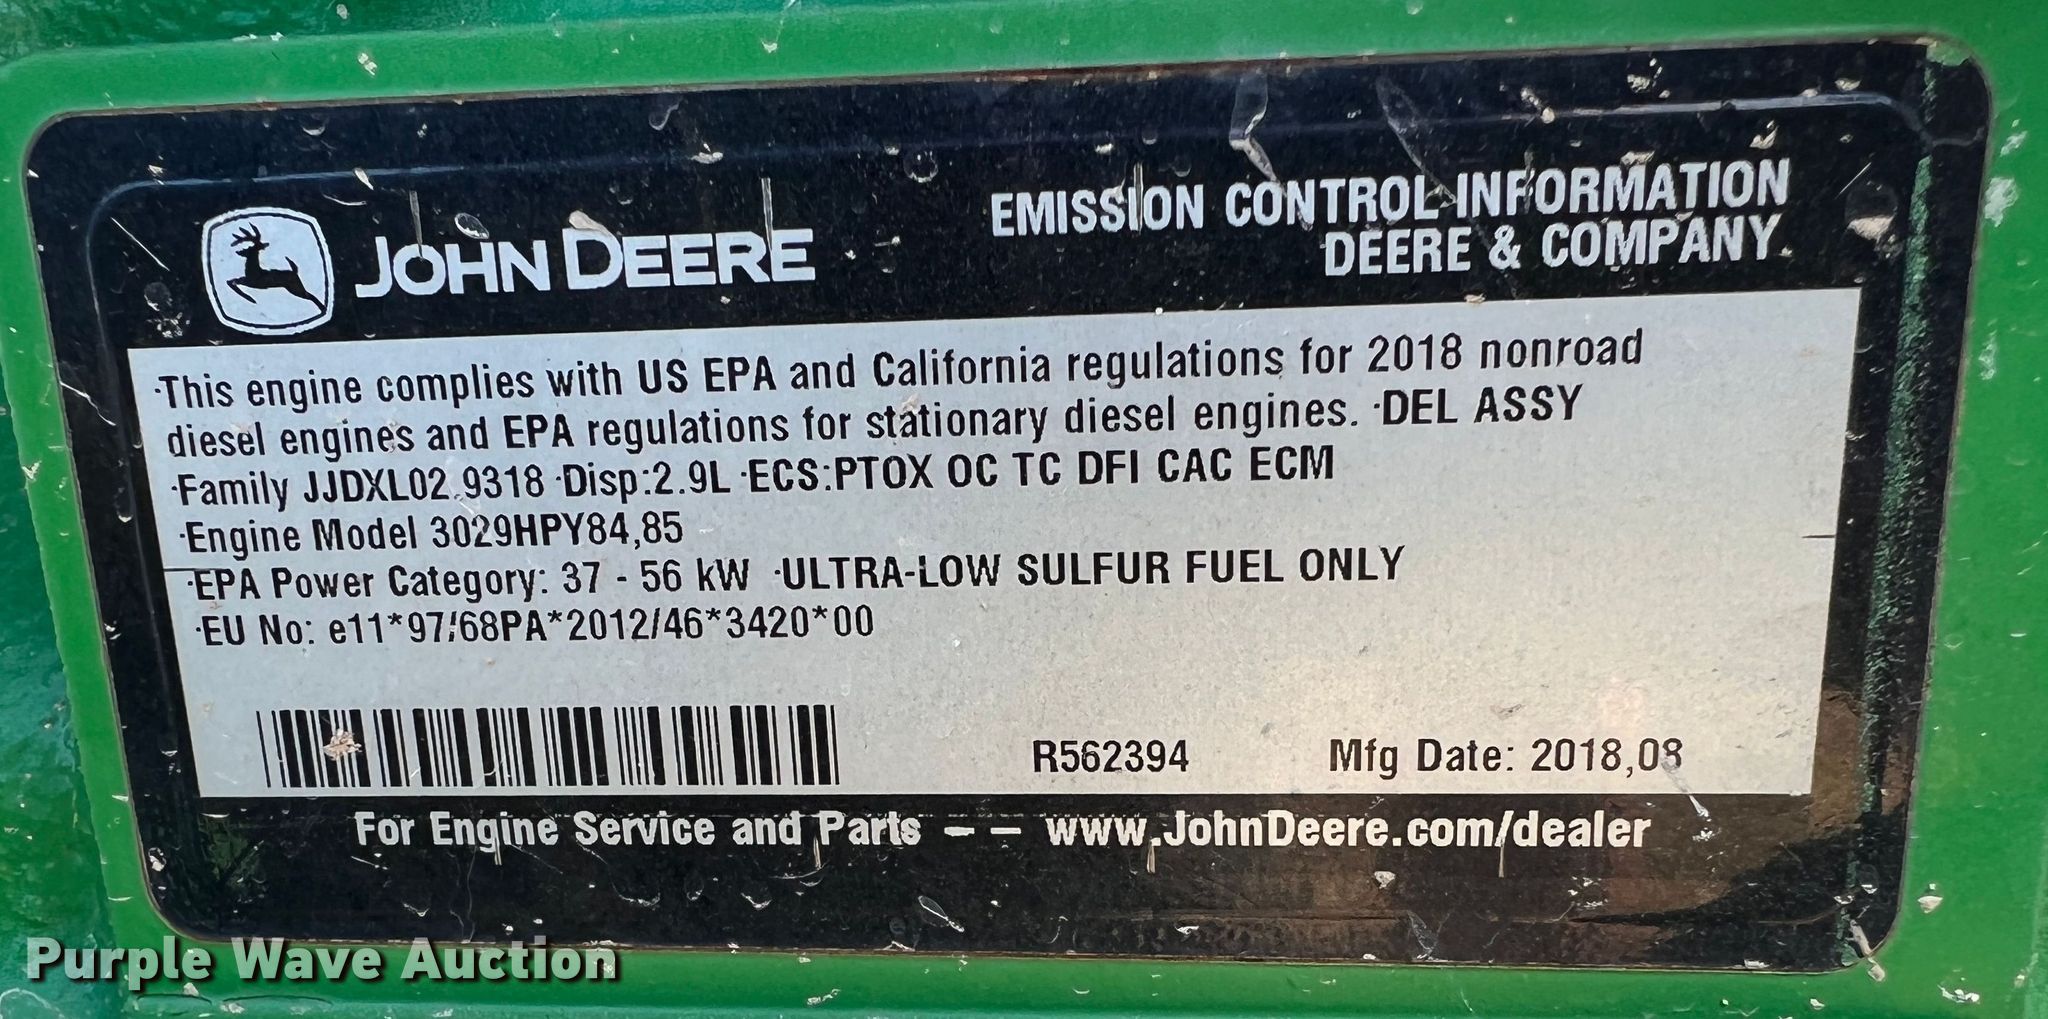 JOHN DEERE
EMISSION CONTROL INFORMATION
DEERE & COMPANY
·This engine complies with US EPA and California regulations for 2018 nonroad
diesel engines and EPA regulations for stationary diesel engines. ·DEL ASSY
·Family JJDXL02.9318 ·Disp:2.9L ·ECS:PTOX OC TC DFI CAC ECM
·Engine Model 3029HPY84,85
·EPA Power Category: 37 - 56 kW ·ULTRA-LOW SULFUR FUEL ONLY
·EU No: e11*97/68PA*2012/46*3420*00
R562394 Mfg Date: 2018,08
For Engine Service and Parts – – www.JohnDeere.com/dealer
Purple Wave Auction